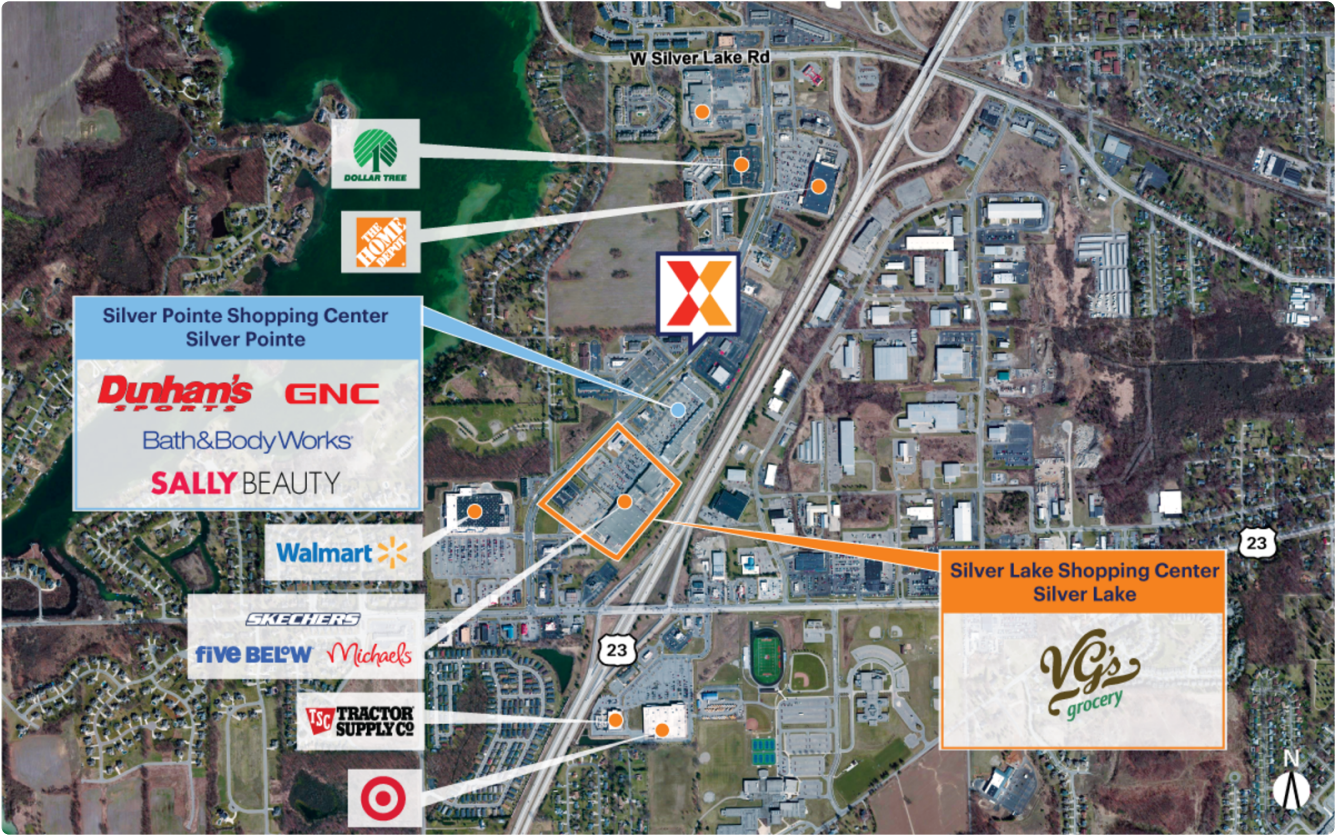 W Silver Lake Rd
DOLLAR TREE
THE
HOME
DEPOT
Silver Pointe Shopping Center
Silver Pointe
Dunham's
SPORTS
GNC
Bath&BodyWorks
SALLY BEAUTY
Walmart
SKECHERS
five BELOW
Michaels
TSC TRACTOR
SUPPLY CO
23
23
Silver Lake Shopping Center
Silver Lake
VG's
grocery
N